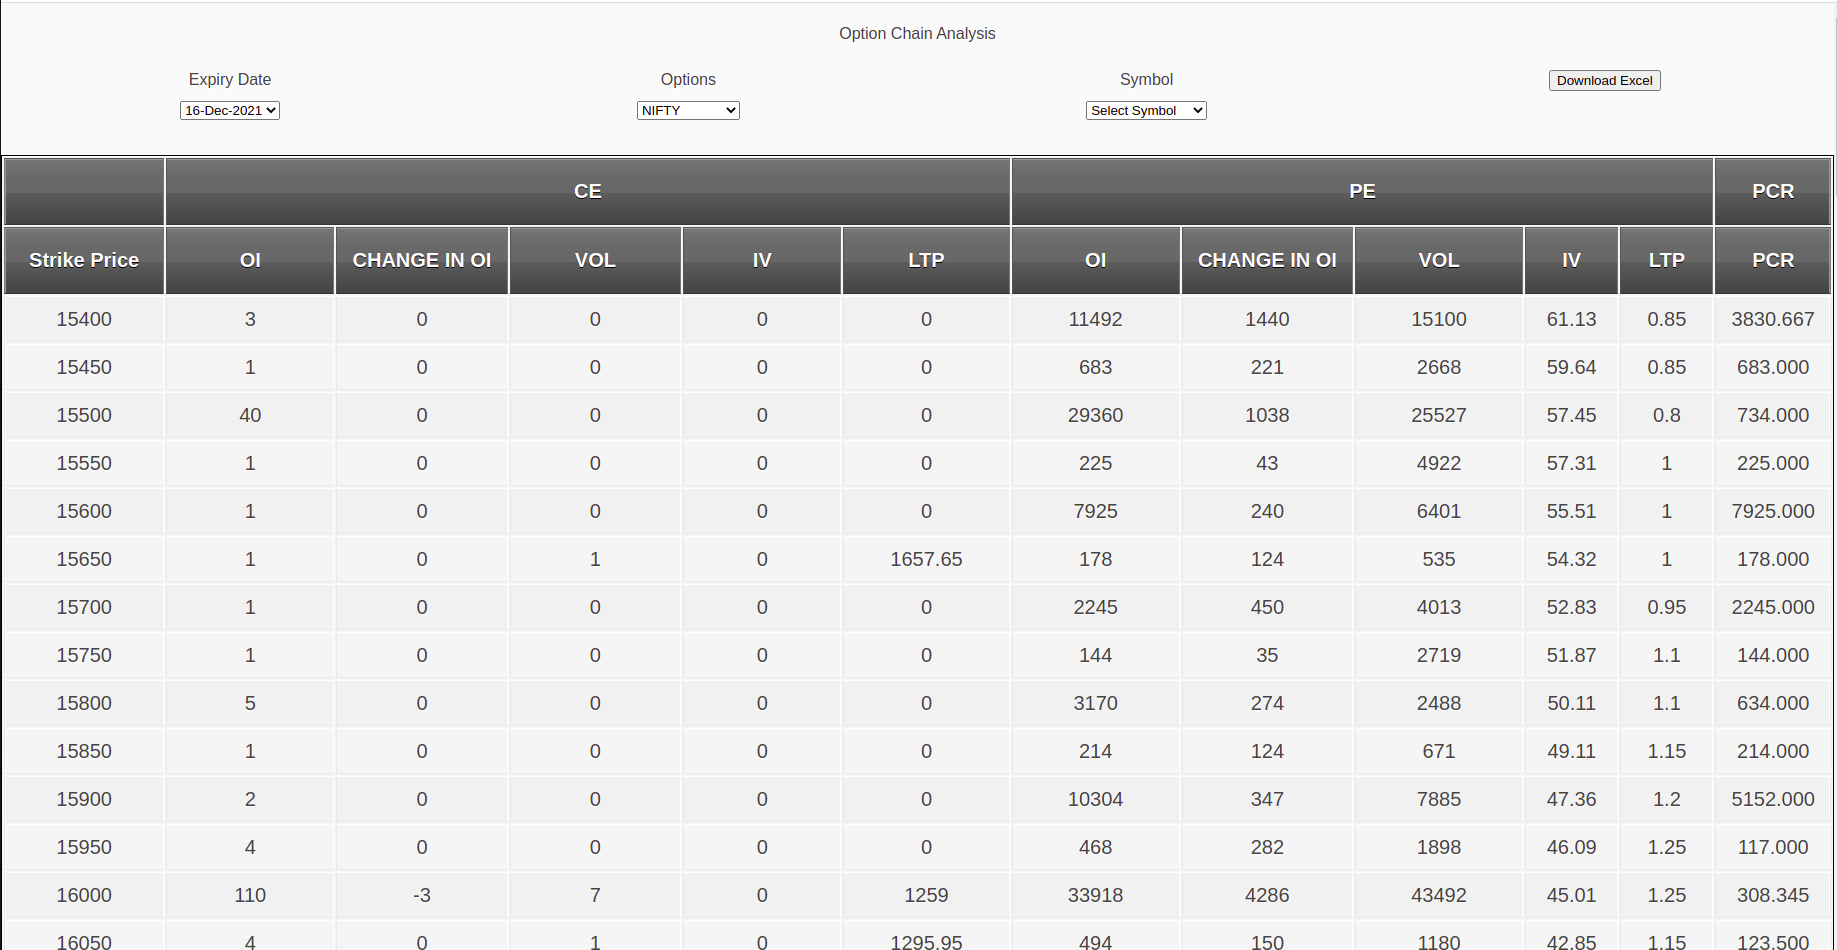 Option Chain Analysis
Expiry Date Options Symbol Download Excel
16-Dec-2021 NIFTY Select Symbol
CE PE PCR
Strike Price OI CHANGE IN OI VOL IV LTP OI CHANGE IN OI VOL IV LTP PCR
15400 3 0 0 0 0 11492 1440 15100 61.13 0.85 3830.667
15450 1 0 0 0 0 683 221 2668 59.64 0.85 683.000
15500 40 0 0 0 0 29360 1038 25527 57.45 0.8 734.000
15550 1 0 0 0 0 225 43 4922 57.31 1 225.000
15600 1 0 0 0 0 7925 240 6401 55.51 1 7925.000
15650 1 0 1 0 1657.65 178 124 535 54.32 1 178.000
15700 1 0 0 0 0 2245 450 4013 52.83 0.95 2245.000
15750 1 0 0 0 0 144 35 2719 51.87 1.1 144.000
15800 5 0 0 0 0 3170 274 2488 50.11 1.1 634.000
15850 1 0 0 0 0 214 124 671 49.11 1.15 214.000
15900 2 0 0 0 0 10304 347 7885 47.36 1.2 5152.000
15950 4 0 0 0 0 468 282 1898 46.09 1.25 117.000
16000 110 -3 7 0 1259 33918 4286 43492 45.01 1.25 308.345
16050 4 0 1 0 1295.95 494 150 1180 42.85 1.15 123.500